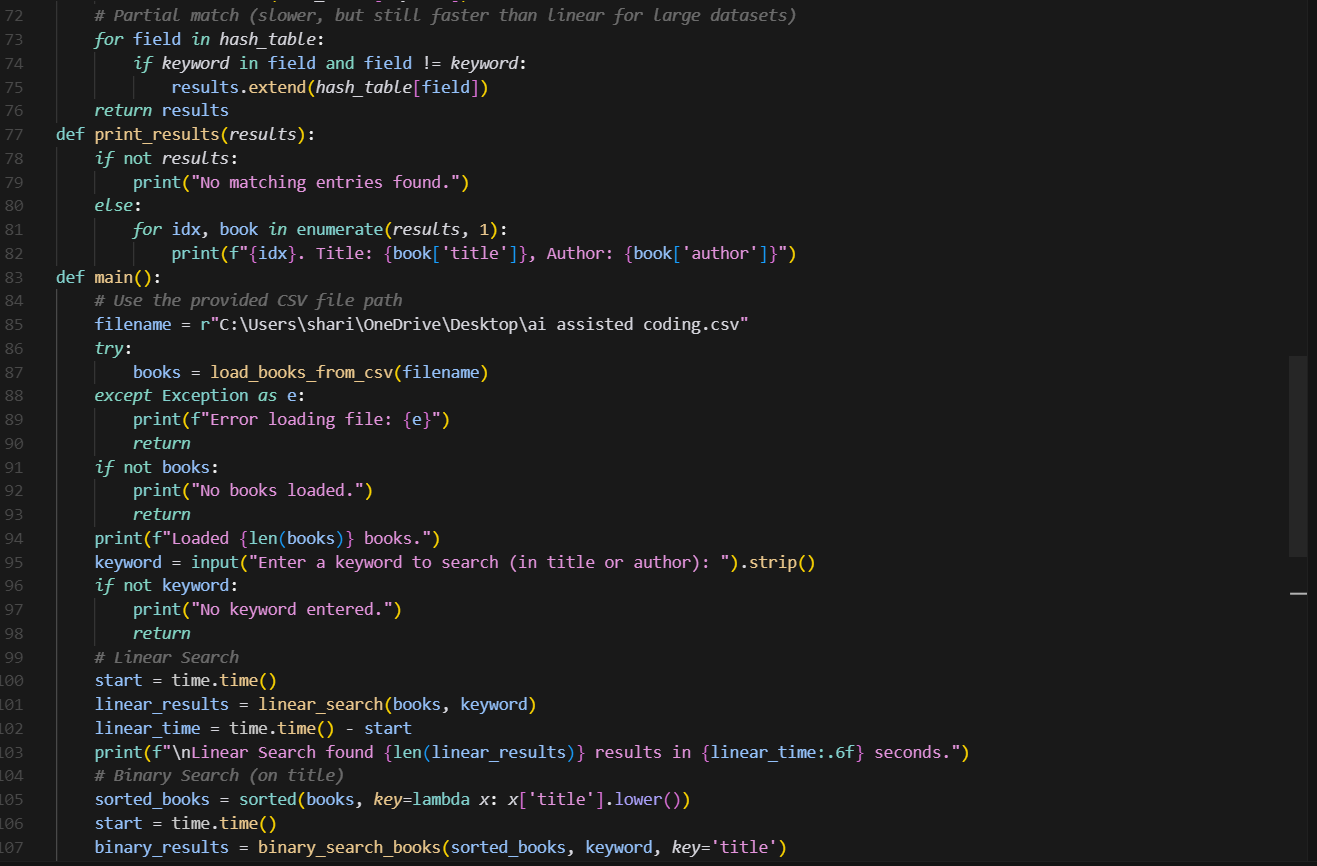 72 # Partial match (slower, but still faster than linear for large datasets)
73 for field in hash_table:
74 if keyword in field and field != keyword:
75 results.extend(hash_table[field])
76 return results
77 def print_results(results):
78 if not results:
79 print("No matching entries found.")
80 else:
81 for idx, book in enumerate(results, 1):
82 print(f"{idx}. Title: {book['title']}, Author: {book['author']}")
83 def main():
84 # Use the provided CSV file path
85 filename = r"C:\Users\shari\OneDrive\Desktop\ai assisted coding.csv"
86 try:
87 books = load_books_from_csv(filename)
88 except Exception as e:
89 print(f"Error loading file: {e}")
90 return
91 if not books:
92 print("No books loaded.")
93 return
94 print(f"Loaded {len(books)} books.")
95 keyword = input("Enter a keyword to search (in title or author): ").strip()
96 if not keyword:
97 print("No keyword entered.")
98 return
99 # Linear Search
100 start = time.time()
101 linear_results = linear_search(books, keyword)
102 linear_time = time.time() - start
103 print(f"\nLinear Search found {len(linear_results)} results in {linear_time:.6f} seconds.")
104 # Binary Search (on title)
105 sorted_books = sorted(books, key=lambda x: x['title'].lower())
106 start = time.time()
107 binary_results = binary_search_books(sorted_books, keyword, key='title')